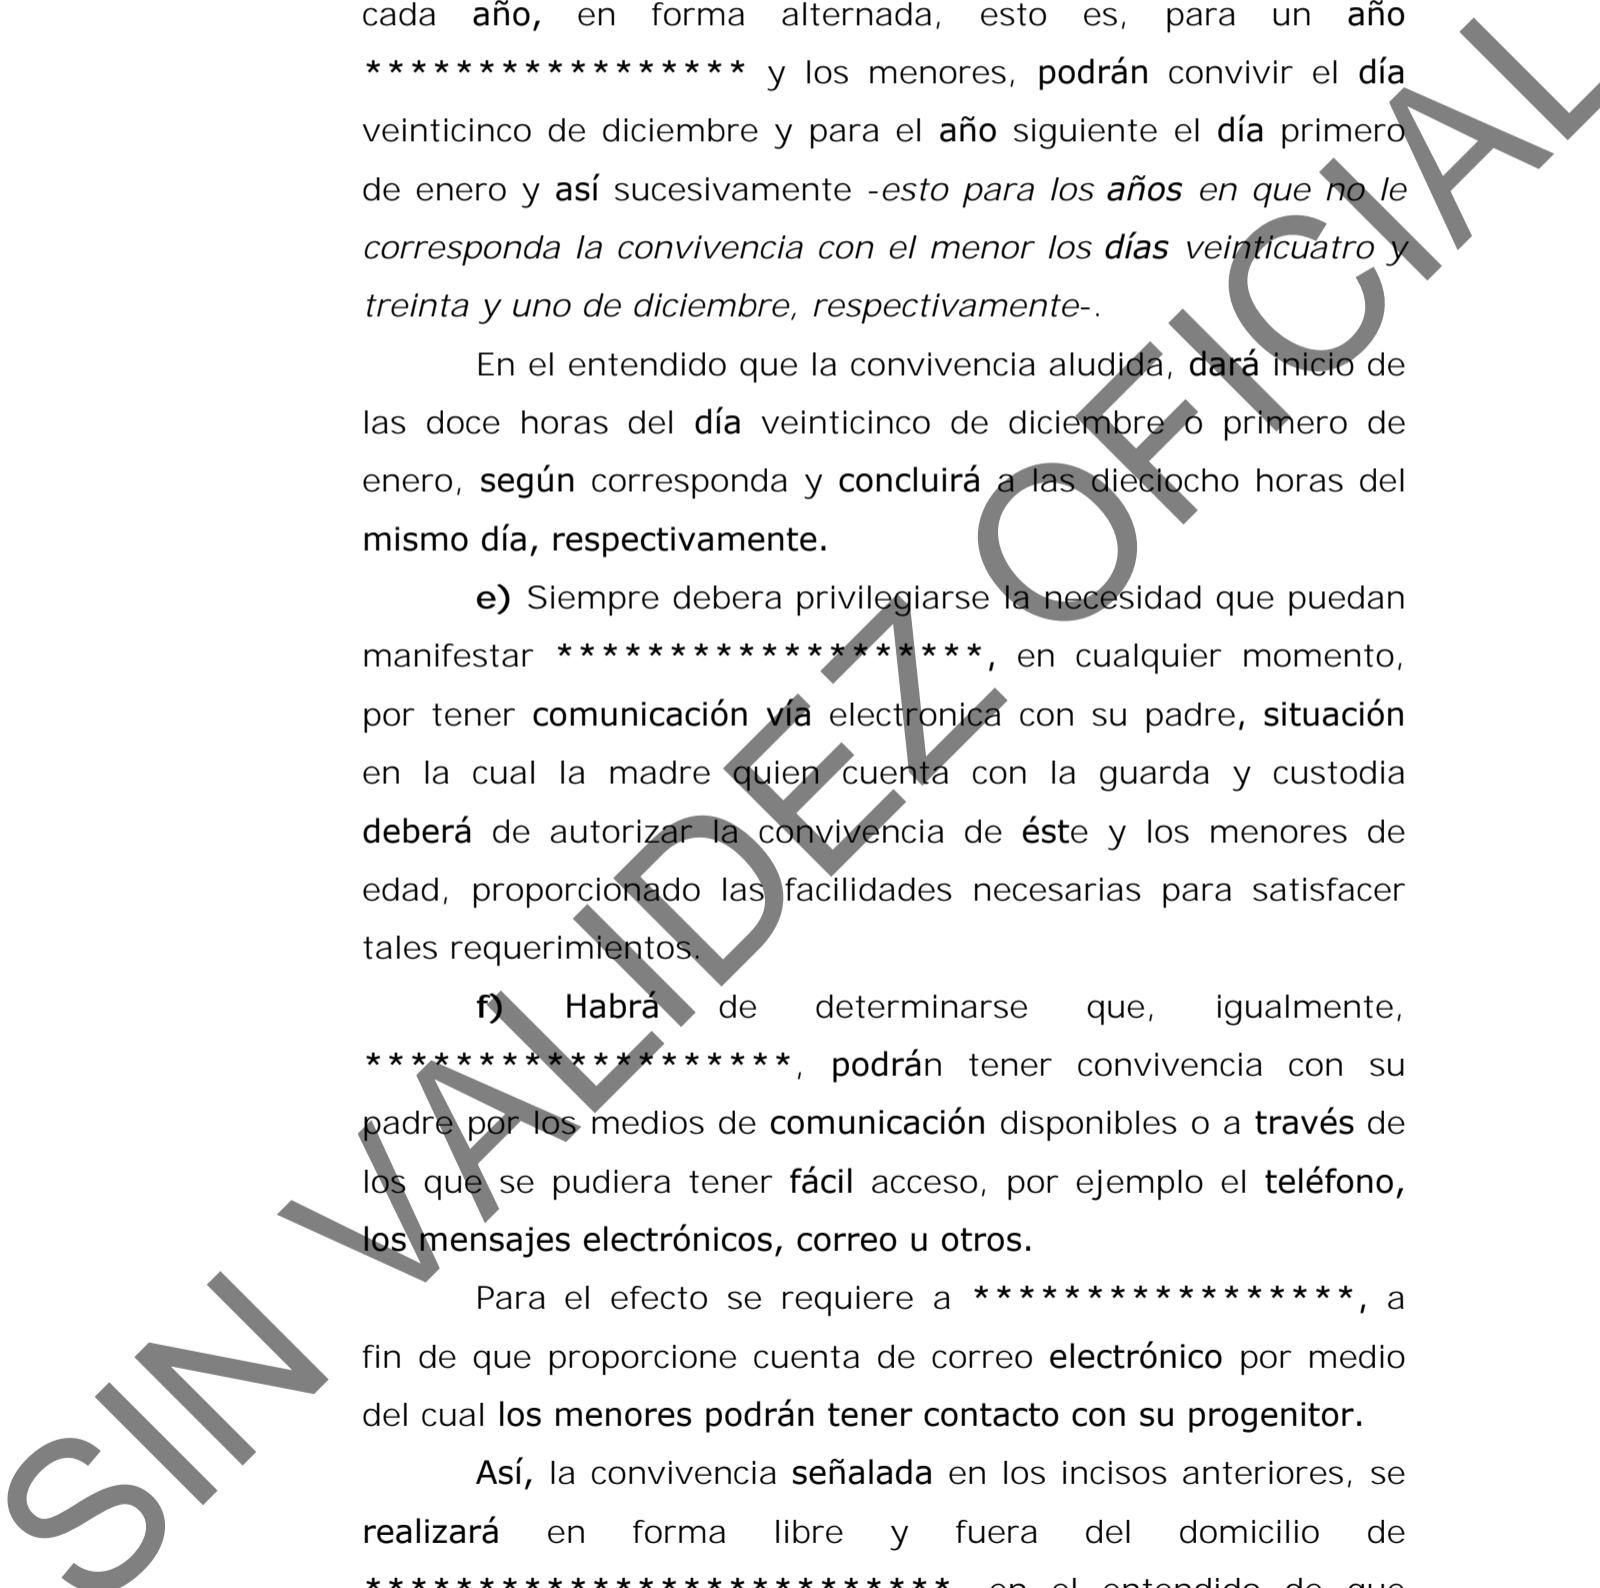 cada año, en forma alternada, esto es, para un año
***************** y los menores, podrán convivir el día
veinticinco de diciembre y para el año siguiente el día primero
de enero y así sucesivamente -esto para los años en que no le
corresponda la convivencia con el menor los días veinticuatro y
treinta y uno de diciembre, respectivamente-.
En el entendido que la convivencia aludida, dará inicio de
las doce horas del día veinticinco de diciembre o primero de
enero, según corresponda y concluirá a las dieciocho horas del
mismo día, respectivamente.
e) Siempre debera privilegiarse la necesidad que puedan
manifestar *******************, en cualquier momento,
por tener comunicación vía electronica con su padre, situación
en la cual la madre quien cuenta con la guarda y custodia
deberá de autorizar la convivencia de éste y los menores de
edad, proporcionado las facilidades necesarias para satisfacer
tales requerimientos.
f) Habrá de determinarse que, igualmente,
*******************, podrán tener convivencia con su
padre por los medios de comunicación disponibles o a través de
los que se pudiera tener fácil acceso, por ejemplo el teléfono,
los mensajes electrónicos, correo u otros.
Para el efecto se requiere a *****************, a
fin de que proporcione cuenta de correo electrónico por medio
del cual los menores podrán tener contacto con su progenitor.
Así, la convivencia señalada en los incisos anteriores, se
realizará en forma libre y fuera del domicilio de
**************************, en el entendido de que
SIN VALIDEZ OFICIAL